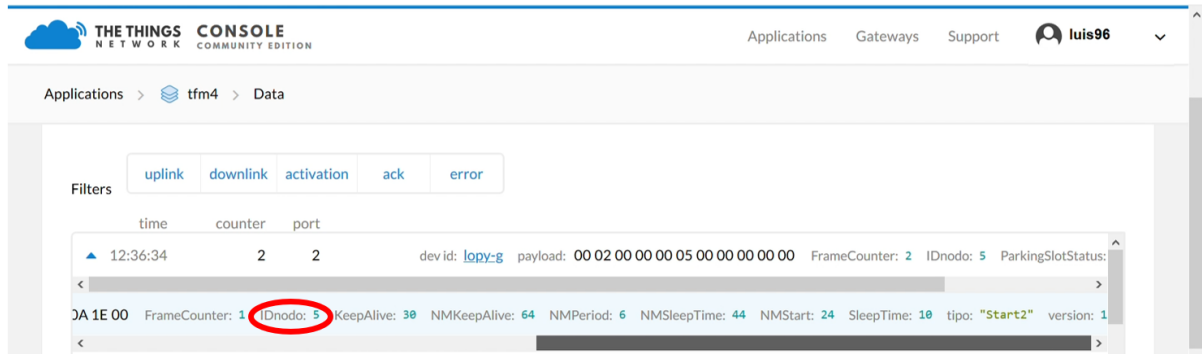 THE THINGS NETWORK CONSOLE COMMUNITY EDITION Applications Gateways Support luis96
Applications > tfm4 > Data
Filters uplink downlink activation ack error
time counter port
12:36:34 2 2 dev id: lopy-g payload: 00 02 00 00 00 05 00 00 00 00 00 FrameCounter: 2 IDnodo: 5 ParkingSlotStatus:
0A 1E 00 FrameCounter: 1 IDnodo: 5 KeepAlive: 30 NMKeepAlive: 64 NMPeriod: 6 NMSleepTime: 44 NMStart: 24 SleepTime: 10 tipo: "Start2" version: 1